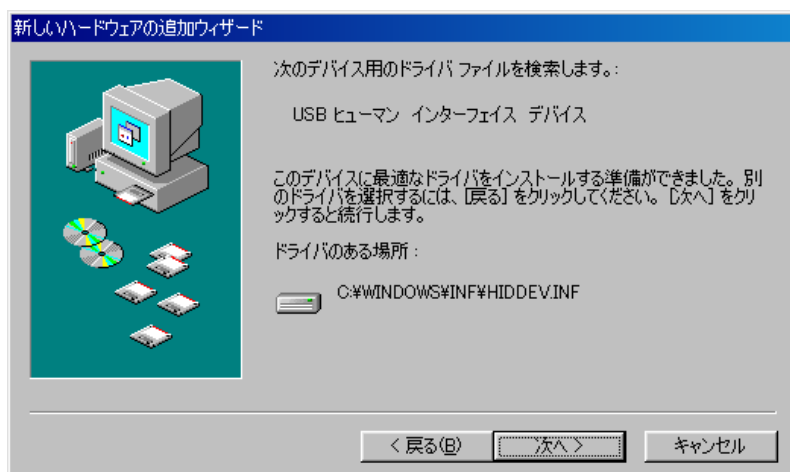 新しいハードウェアの追加ウィザード
次のデバイス用のドライバ ファイルを検索します。:
USB ヒューマン インターフェイス デバイス
このデバイスに最適なドライバをインストールする準備ができました。別
のドライバを選択するには、[戻る] をクリックしてください。[次へ] をクリ
ックすると続行します。
ドライバのある場所 :
C:¥WINDOWS¥INF¥HIDDEV.INF
< 戻る(B)
次へ >
キャンセル